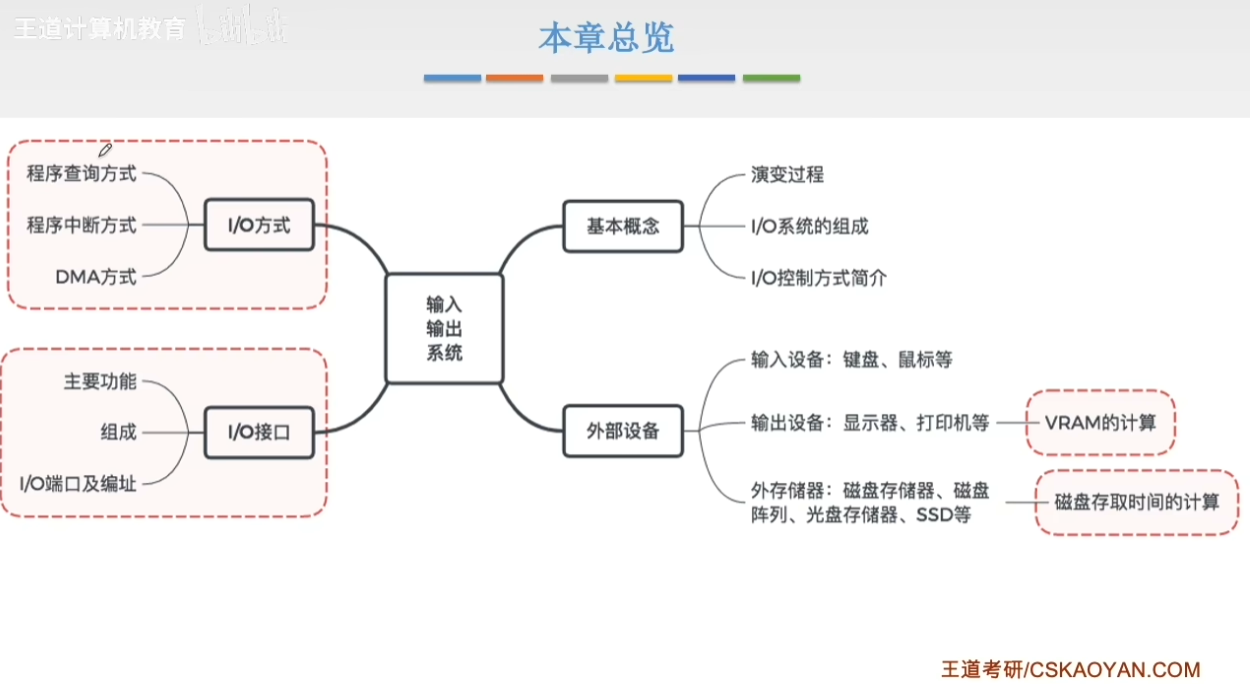 王道计算机教育 bilibili
本章总览
程序查询方式
程序中断方式
DMA方式
I/O方式
主要功能
组成
I/O端口及编址
I/O接口
输入
输出
系统
基本概念
演变过程
I/O系统的组成
I/O控制方式简介
外部设备
输入设备：键盘、鼠标等
输出设备：显示器、打印机等
VRAM的计算
外存储器：磁盘存储器、磁盘
阵列、光盘存储器、SSD等
磁盘存取时间的计算
王道考研/CSKAOYAN.COM